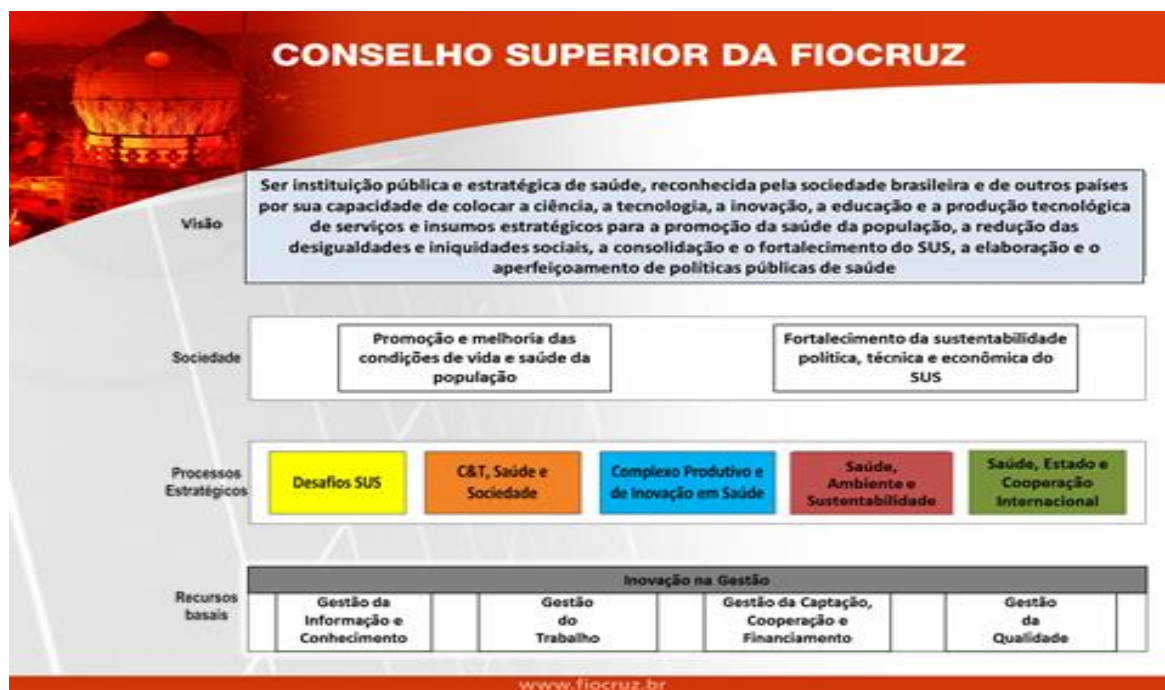 CONSELHO SUPERIOR DA FIOCRUZ
Visão
Ser instituição pública e estratégica de saúde, reconhecida pela sociedade brasileira e de outros países
por sua capacidade de colocar a ciência, a tecnologia, a inovação, a educação e a produção tecnológica
de serviços e insumos estratégicos para a promoção da saúde da população, a redução das
desigualdades e iniquidades sociais, a consolidação e o fortalecimento do SUS, a elaboração e o
aperfeiçoamento de políticas públicas de saúde
Sociedade
Promoção e melhoria das
condições de vida e saúde da
população
Fortalecimento da sustentabilidade
política, técnica e econômica do
SUS
Processos
Estratégicos
Desafios SUS
C&T, Saúde e
Sociedade
Complexo Produtivo e
de Inovação em Saúde
Saúde,
Ambiente e
Sustentabilidade
Saúde, Estado e
Cooperação
Internacional
Recursos
basais
Inovação na Gestão
Gestão da
Informação e
Conhecimento
Gestão
do
Trabalho
Gestão da Captação,
Cooperação e
Financiamento
Gestão
da
Qualidade
www.fiocruz.br